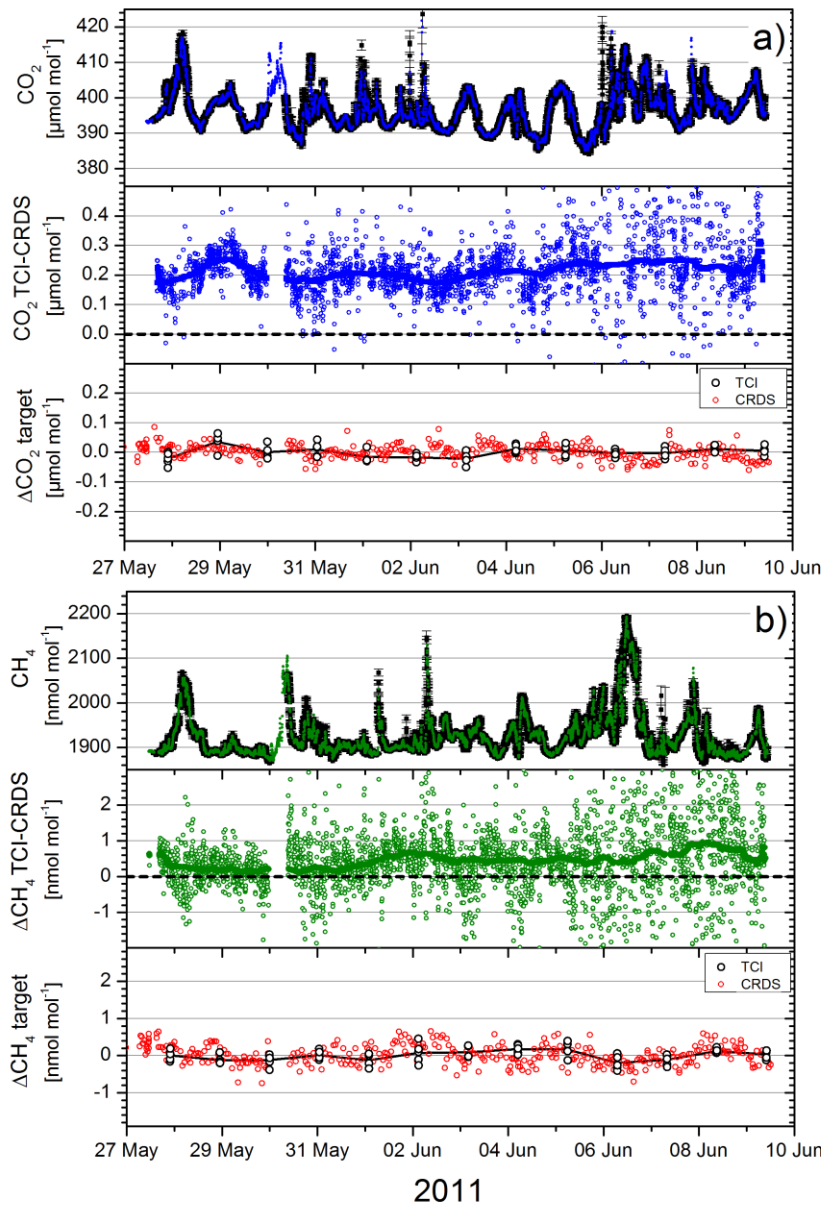 a)
CO₂
[µmol mol⁻¹]
420
410
400
390
380
CO₂ TCI-CRDS
[µmol mol⁻¹]
0.4
0.3
0.2
0.1
0.0
ΔCO₂ target
[µmol mol⁻¹]
0.2
0.1
0.0
-0.1
-0.2
TCI
CRDS
27 May 29 May 31 May 02 Jun 04 Jun 06 Jun 08 Jun 10 Jun
b)
CH₄
[nmol mol⁻¹]
2200
2100
2000
1900
ΔCH₄ TCI-CRDS
[nmol mol⁻¹]
2
1
0
-1
ΔCH₄ target
[nmol mol⁻¹]
2
1
0
-1
TCI
CRDS
27 May 29 May 31 May 02 Jun 04 Jun 06 Jun 08 Jun 10 Jun
2011